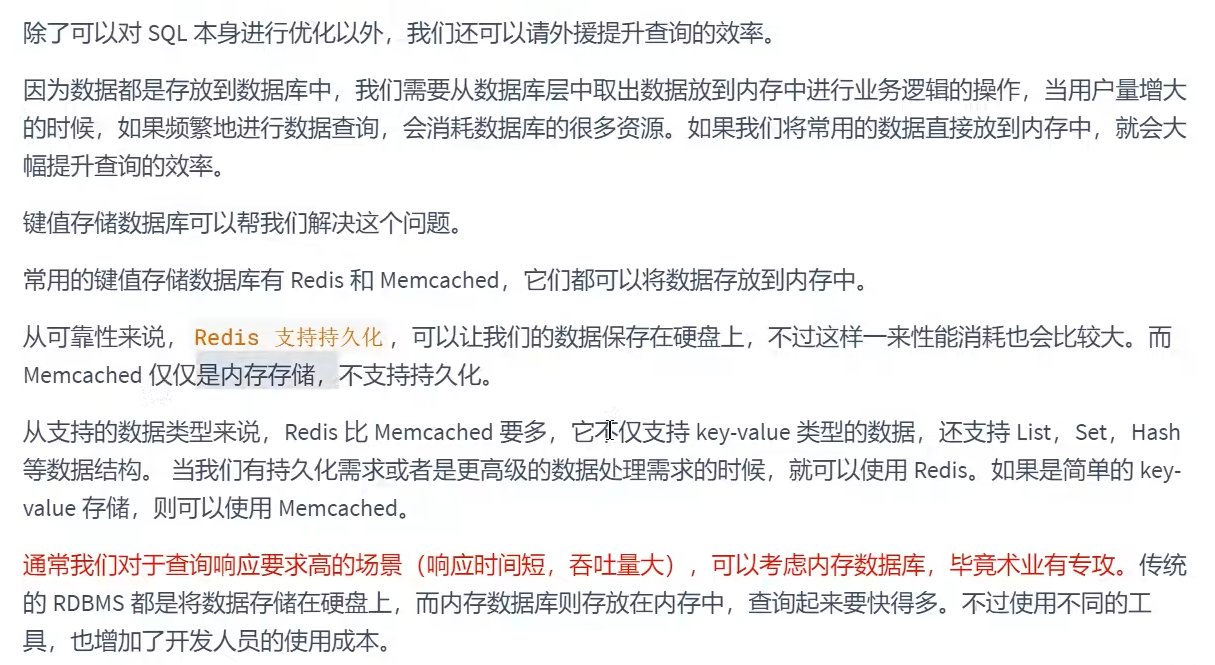 除了可以对 SQL 本身进行优化以外，我们还可以请外援提升查询的效率。
因为数据都是存放到数据库中，我们需要从数据库层中取出数据放到内存中进行业务逻辑的操作，当用户量增大
的时候，如果频繁地进行数据查询，会消耗数据库的很多资源。如果我们将常用的数据直接放到内存中，就会大
幅提升查询的效率。
键值存储数据库可以帮我们解决这个问题。
常用的键值存储数据库有 Redis 和 Memcached，它们都可以将数据存放到内存中。
从可靠性来说， Redis 支持持久化 ，可以让我们的数据保存在硬盘上，不过这样一来性能消耗也会比较大。而
Memcached 仅仅是内存存储，不支持持久化。
从支持的数据类型来说，Redis 比 Memcached 要多，它不仅支持 key-value 类型的数据，还支持 List，Set，Hash
等数据结构。 当我们有持久化需求或者是更高级的数据处理需求的时候，就可以使用 Redis。如果是简单的 key-
value 存储，则可以使用 Memcached。
通常我们对于查询响应要求高的场景（响应时间短，吞吐量大），可以考虑内存数据库，毕竟术业有专攻。传统
的 RDBMS 都是将数据存储在硬盘上，而内存数据库则存放在内存中，查询起来要快得多。不过使用不同的工
具，也增加了开发人员的使用成本。